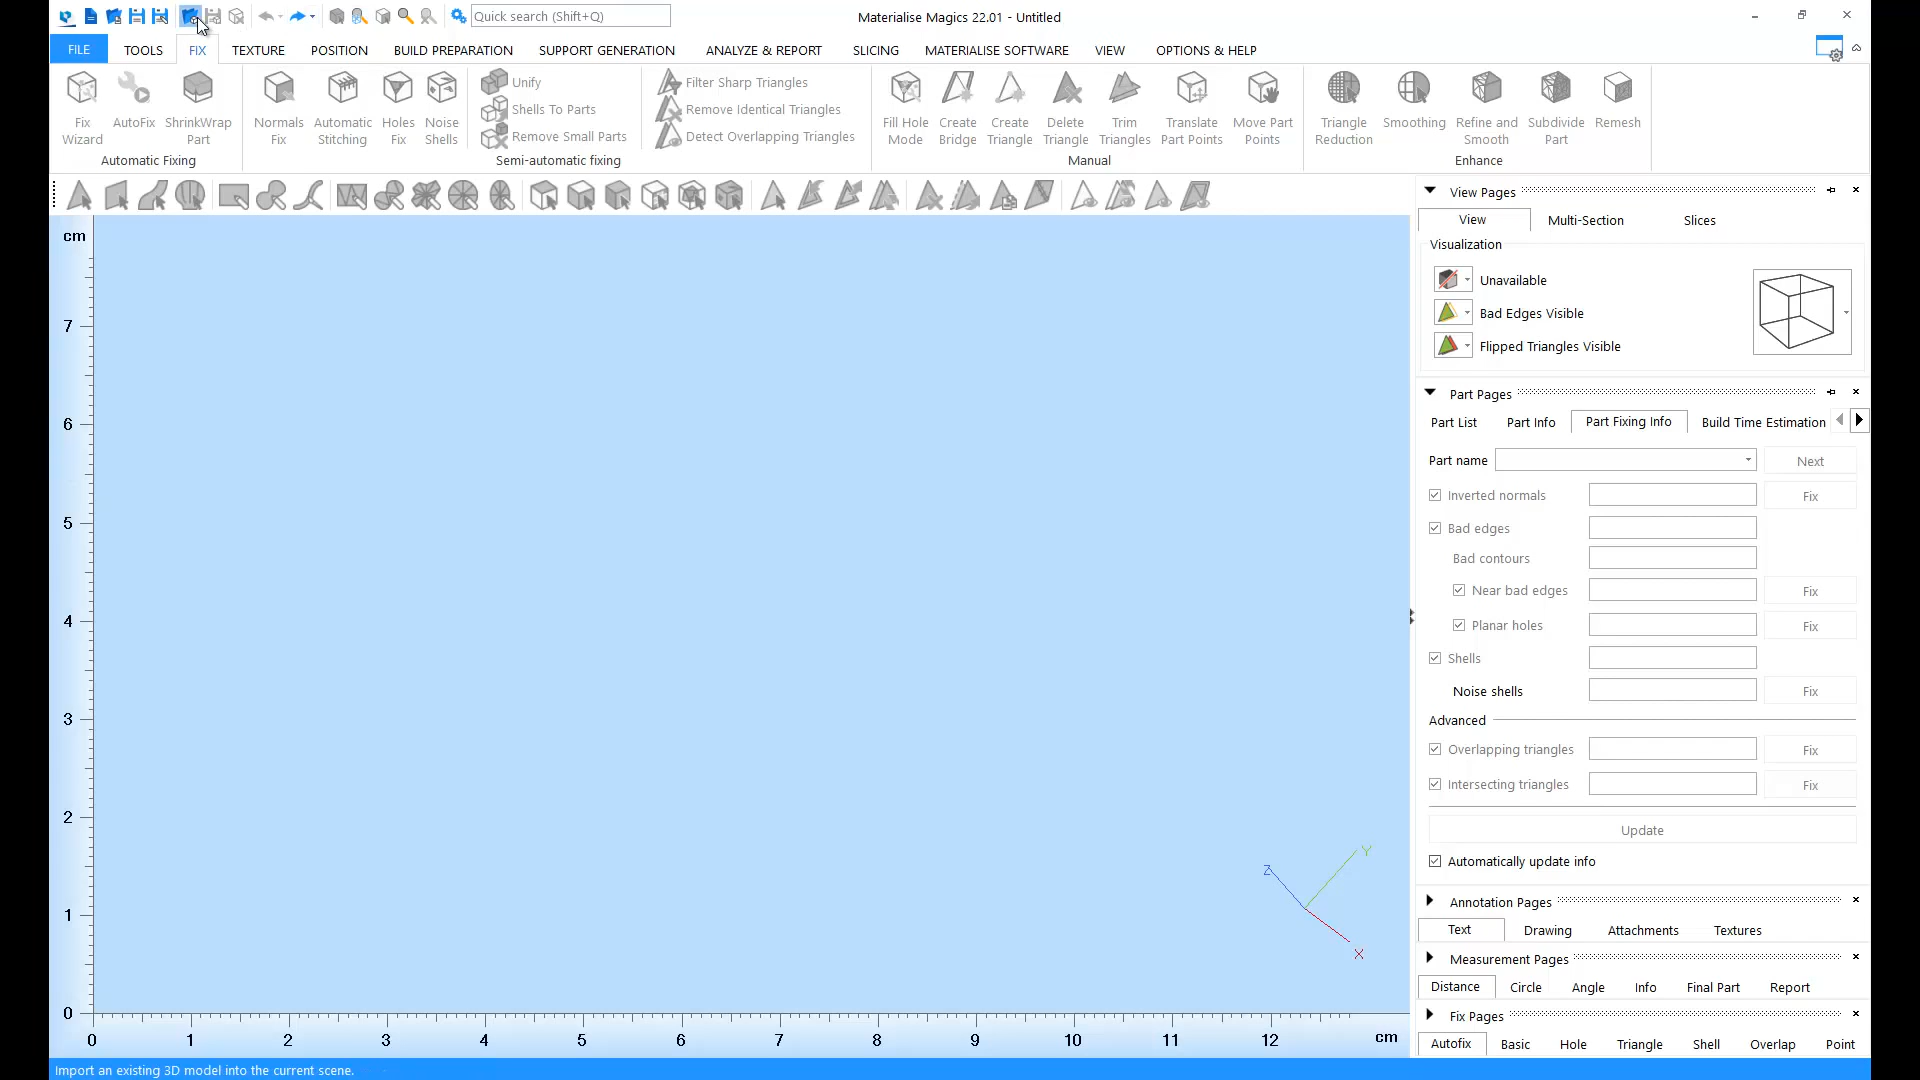 Quick search (Shift+Q)
Materialise Magics 22.01 - Untitled
FILE TOOLS FIX TEXTURE POSITION BUILD PREPARATION SUPPORT GENERATION ANALYZE & REPORT SLICING MATERIALISE SOFTWARE VIEW OPTIONS & HELP
Fix Wizard
AutoFix
ShrinkWrap Part
Automatic Fixing
Normals Fix
Automatic Stitching
Holes Fix
Noise Shells
Unify
Shells To Parts
Remove Small Parts
Filter Sharp Triangles
Remove Identical Triangles
Detect Overlapping Triangles
Semi-automatic fixing
Fill Hole Mode
Create Bridge
Create Triangle
Delete Triangle
Trim Triangles
Translate Part Points
Move Part Points
Manual
Triangle Reduction
Smoothing
Refine and Smooth
Subdivide Part
Remesh
Enhance
cm
7
6
5
4
3
2
1
0
0 1 2 3 4 5 6 7 8 9 10 11 12 cm
Z
Y
X
View Pages
View Multi-Section Slices
Visualization
Unavailable
Bad Edges Visible
Flipped Triangles Visible
Part Pages
Part List Part Info Part Fixing Info Build Time Estimation
Part name Next
Inverted normals Fix
Bad edges
Bad contours
Near bad edges Fix
Planar holes Fix
Shells
Noise shells Fix
Advanced
Overlapping triangles Fix
Intersecting triangles Fix
Update
Automatically update info
Annotation Pages
Text Drawing Attachments Textures
Measurement Pages
Distance Circle Angle Info Final Part Report
Fix Pages
Autofix Basic Hole Triangle Shell Overlap Point
Import an existing 3D model into the current scene.